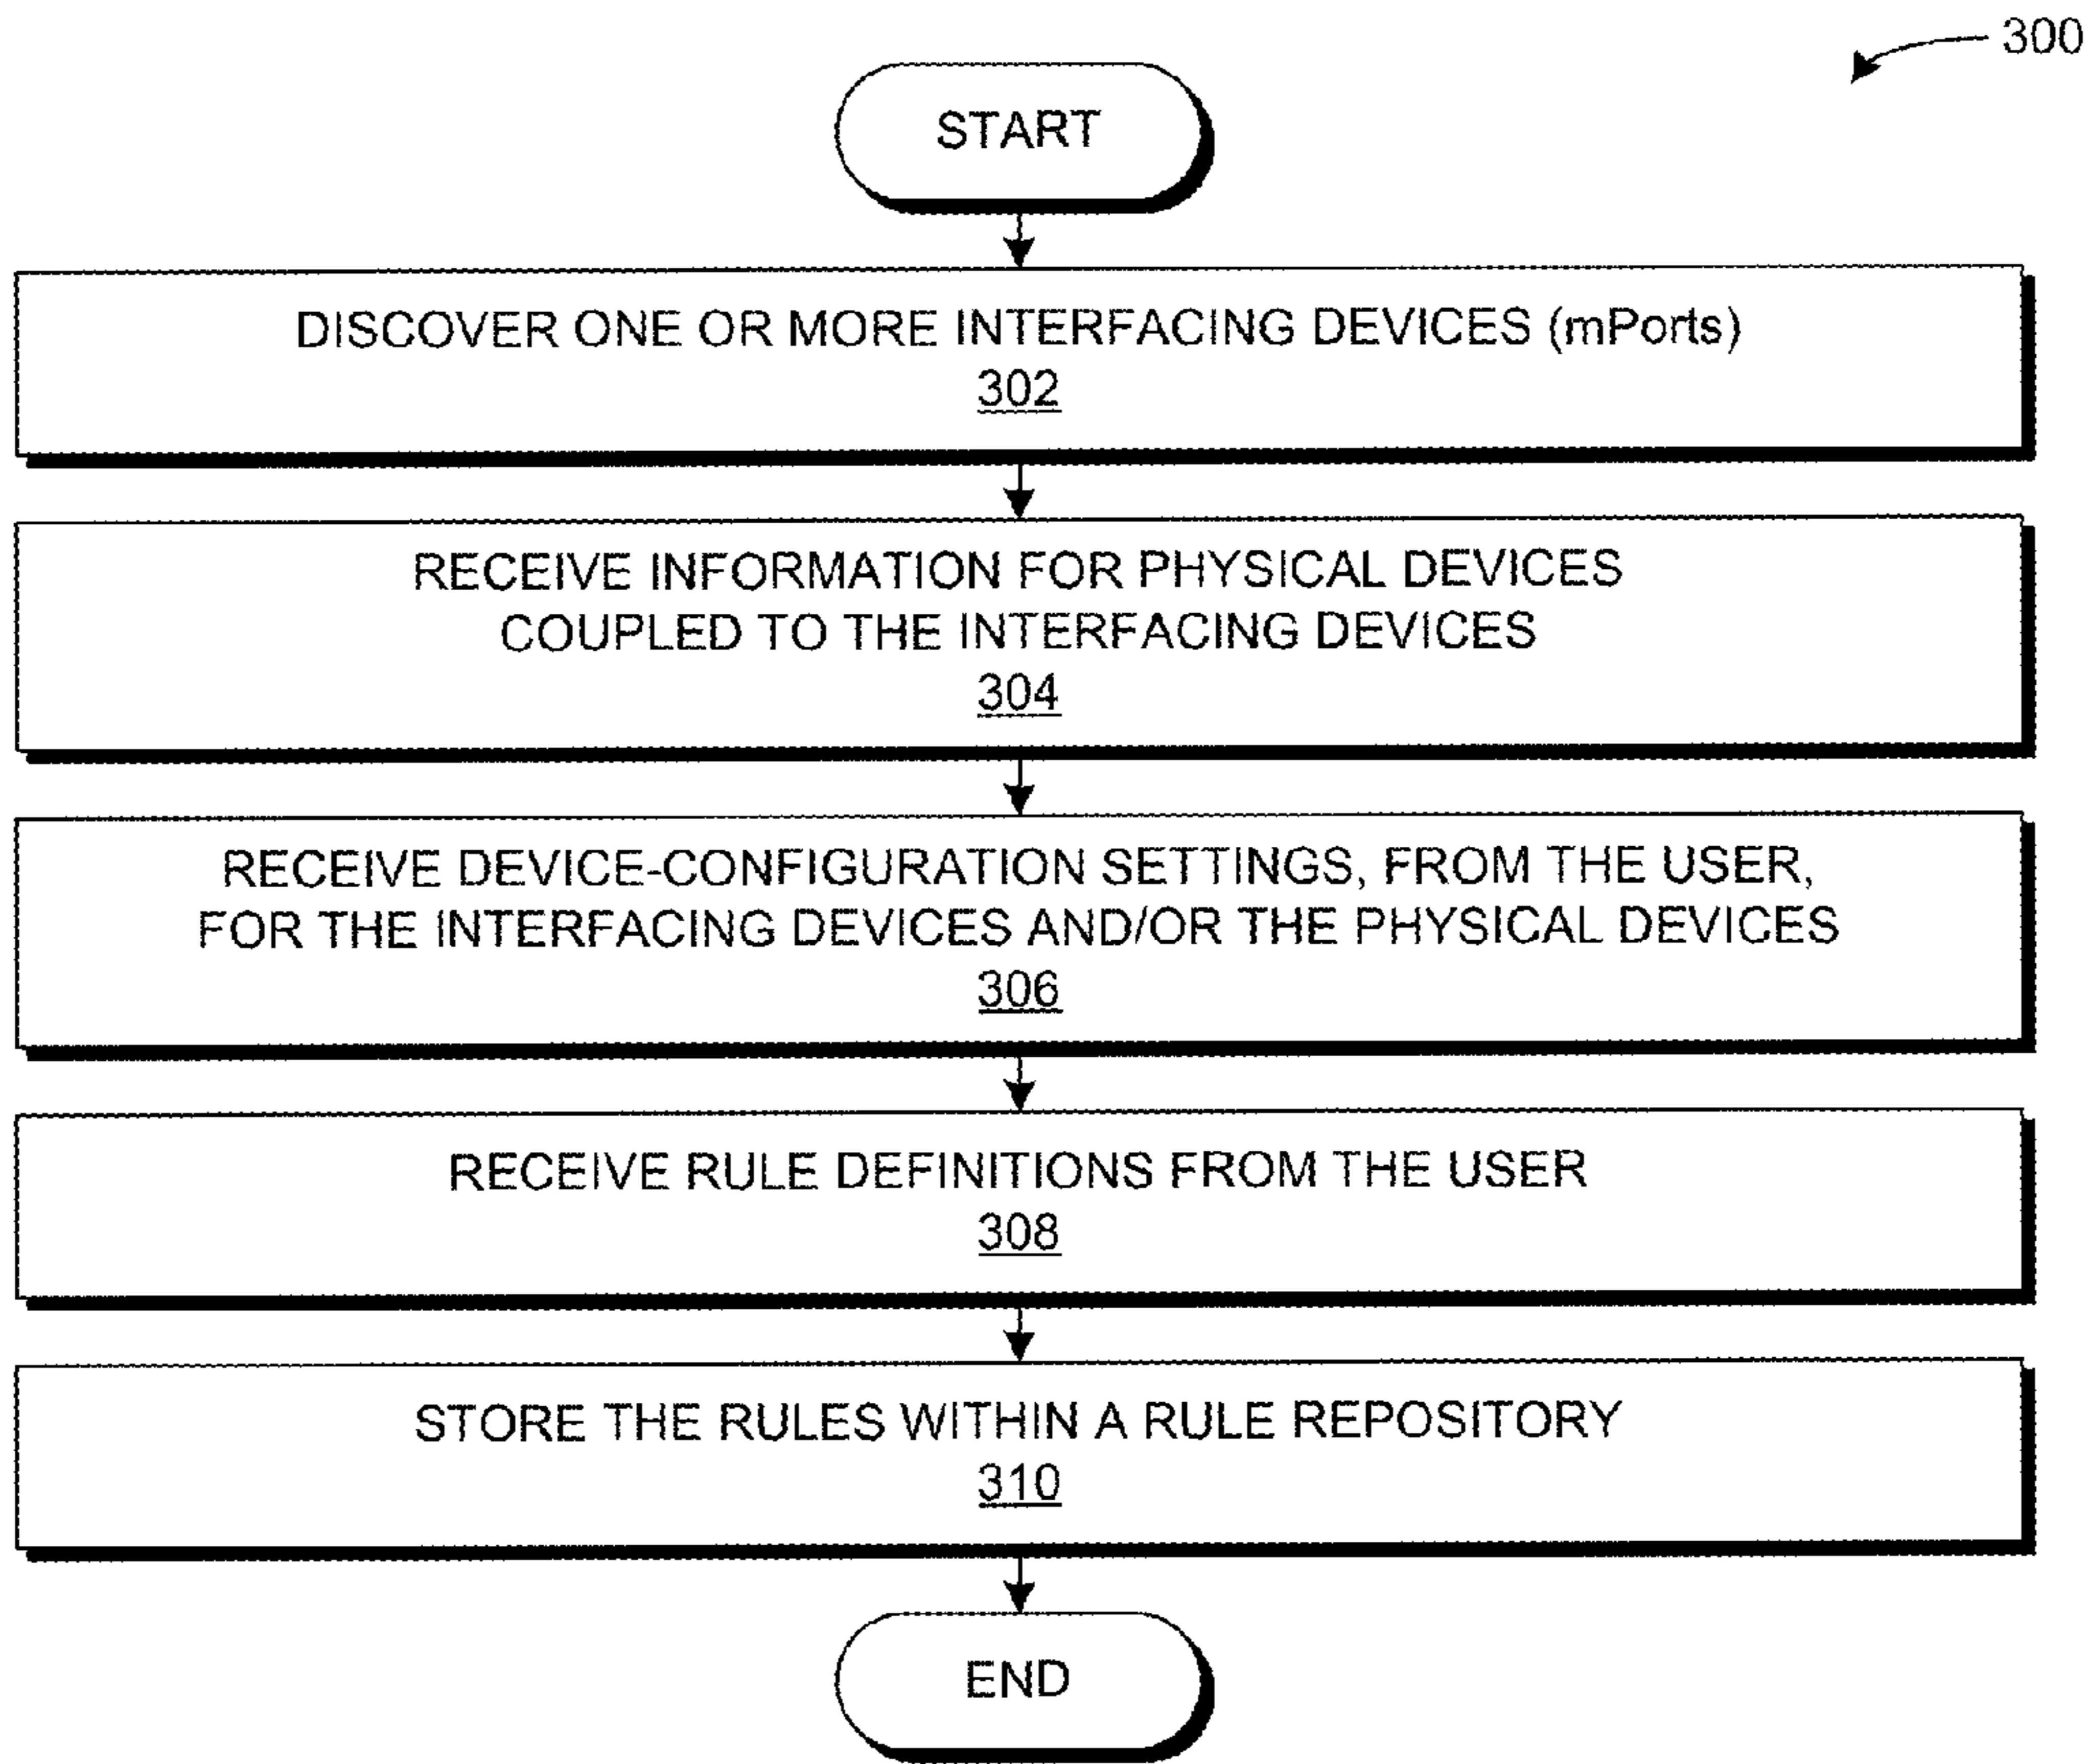 300
START
DISCOVER ONE OR MORE INTERFACING DEVICES (mPorts)
302
RECEIVE INFORMATION FOR PHYSICAL DEVICES
COUPLED TO THE INTERFACING DEVICES
304
RECEIVE DEVICE-CONFIGURATION SETTINGS, FROM THE USER,
FOR THE INTERFACING DEVICES AND/OR THE PHYSICAL DEVICES
306
RECEIVE RULE DEFINITIONS FROM THE USER
308
STORE THE RULES WITHIN A RULE REPOSITORY
310
END